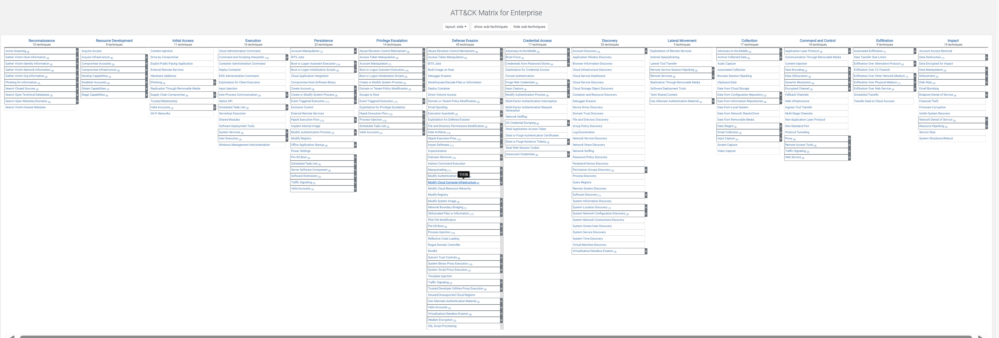 ATT&CK Matrix for Enterprise
layout: side
show sub-techniques
hide sub-techniques
Reconnaissance
10 techniques
Active Scanning (3)
Gather Victim Host Information (4)
Gather Victim Identity Information (3)
Gather Victim Network Information (6)
Gather Victim Org Information (4)
Phishing for Information (4)
Search Closed Sources (2)
Search Open Technical Databases (5)
Search Open Websites/Domains (3)
Search Victim-Owned Websites
Resource Development
8 techniques
Acquire Access
Acquire Infrastructure (8)
Compromise Accounts (3)
Compromise Infrastructure (8)
Develop Capabilities (4)
Establish Accounts (3)
Obtain Capabilities (7)
Stage Capabilities (6)
Initial Access
11 techniques
Content Injection
Drive-by Compromise
Exploit Public-Facing Application
External Remote Services
Hardware Additions
Phishing (4)
Replication Through Removable Media
Supply Chain Compromise (3)
Trusted Relationship
Valid Accounts (4)
Wi-Fi Networks
Execution
16 techniques
Cloud Administration Command
Command and Scripting Interpreter (12)
Container Administration Command
Deploy Container
ESXi Administration Command
Exploitation for Client Execution
Input Injection
Inter-Process Communication (3)
Native API
Scheduled Task/Job (5)
Serverless Execution
Shared Modules
Software Deployment Tools
System Services (3)
User Execution (4)
Windows Management Instrumentation
Persistence
23 techniques
Account Manipulation (7)
BITS Jobs
Boot or Logon Autostart Execution (14)
Boot or Logon Initialization Scripts (5)
Cloud Application Integration
Compromise Host Software Binary
Create Account (3)
Create or Modify System Process (5)
Event Triggered Execution (17)
Exclusive Control
External Remote Services
Hijack Execution Flow (12)
Implant Internal Image
Modify Authentication Process (9)
Modify Registry
Office Application Startup (6)
Power Settings
Pre-OS Boot (5)
Scheduled Task/Job (5)
Server Software Component (6)
Software Extensions (2)
Traffic Signaling (2)
Valid Accounts (4)
Privilege Escalation
14 techniques
Abuse Elevation Control Mechanism (6)
Access Token Manipulation (5)
Account Manipulation (7)
Boot or Logon Autostart Execution (14)
Boot or Logon Initialization Scripts (5)
Create or Modify System Process (5)
Domain or Tenant Policy Modification (2)
Escape to Host
Event Triggered Execution (17)
Exploitation for Privilege Escalation
Hijack Execution Flow (12)
Process Injection (12)
Scheduled Task/Job (5)
Valid Accounts (4)
Defense Evasion
45 techniques
Abuse Elevation Control Mechanism (6)
Access Token Manipulation (5)
BITS Jobs
Build Image on Host
Debugger Evasion
Deobfuscate/Decode Files or Information
Deploy Container
Direct Volume Access
Domain or Tenant Policy Modification (2)
Email Spoofing
Execution Guardrails (2)
Exploitation for Defense Evasion
File and Directory Permissions Modification (2)
Hide Artifacts (14)
Hijack Execution Flow (12)
Impair Defenses (11)
Impersonation
Indicator Removal (10)
Indirect Command Execution
Masquerading (11)
T1578
Modify Authentication
Modify Cloud Compute Infrastructure (5)
Modify Cloud Resource Hierarchy
Modify Registry
Modify System Image (2)
Network Boundary Bridging (1)
Obfuscated Files or Information (17)
Plist File Modification
Pre-OS Boot (5)
Process Injection (12)
Reflective Code Loading
Rogue Domain Controller
Rootkit
Subvert Trust Controls (6)
System Binary Proxy Execution (14)
System Script Proxy Execution (2)
Template Injection
Traffic Signaling (2)
Trusted Developer Utilities Proxy Execution (3)
Unused/Unsupported Cloud Regions
Use Alternate Authentication Material (4)
Valid Accounts (4)
Virtualization/Sandbox Evasion (3)
Weaken Encryption (2)
XSL Script Processing
Credential Access
17 techniques
Adversary-in-the-Middle (4)
Brute Force (4)
Credentials from Password Stores (6)
Exploitation for Credential Access
Forced Authentication
Forge Web Credentials (2)
Input Capture (4)
Modify Authentication Process (9)
Multi-Factor Authentication Interception
Multi-Factor Authentication Request
Generation
Network Sniffing
OS Credential Dumping (8)
Steal Application Access Token
Steal or Forge Authentication Certificates
Steal or Forge Kerberos Tickets (5)
Steal Web Session Cookie
Unsecured Credentials (8)
Discovery
33 techniques
Account Discovery (4)
Application Window Discovery
Browser Information Discovery
Cloud Infrastructure Discovery
Cloud Service Dashboard
Cloud Service Discovery
Cloud Storage Object Discovery
Container and Resource Discovery
Debugger Evasion
Device Driver Discovery
Domain Trust Discovery
File and Directory Discovery
Group Policy Discovery
Log Enumeration
Network Service Discovery
Network Share Discovery
Network Sniffing
Password Policy Discovery
Peripheral Device Discovery
Permission Groups Discovery (3)
Process Discovery
Query Registry
Remote System Discovery
Software Discovery (1)
System Information Discovery
System Location Discovery (1)
System Network Configuration Discovery (2)
System Network Connections Discovery
System Owner/User Discovery
System Service Discovery
System Time Discovery
Virtual Machine Discovery
Virtualization/Sandbox Evasion (3)
Lateral Movement
9 techniques
Exploitation of Remote Services
Internal Spearphishing
Lateral Tool Transfer
Remote Service Session Hijacking (2)
Remote Services (8)
Replication Through Removable Media
Software Deployment Tools
Taint Shared Content
Use Alternate Authentication Material (4)
Collection
17 techniques
Adversary-in-the-Middle (4)
Archive Collected Data (3)
Audio Capture
Automated Collection
Browser Session Hijacking
Clipboard Data
Data from Cloud Storage
Data from Configuration Repository (2)
Data from Information Repositories (5)
Data from Local System
Data from Network Shared Drive
Data from Removable Media
Data Staged (2)
Email Collection (3)
Input Capture (4)
Screen Capture
Video Capture
Command and Control
18 techniques
Application Layer Protocol (5)
Communication Through Removable Media
Content Injection
Data Encoding (2)
Data Obfuscation (3)
Dynamic Resolution (3)
Encrypted Channel (2)
Fallback Channels
Hide Infrastructure
Ingress Tool Transfer
Multi-Stage Channels
Non-Application Layer Protocol
Non-Standard Port
Protocol Tunneling
Proxy (4)
Remote Access Tools (3)
Traffic Signaling (2)
Web Service (3)
Exfiltration
9 techniques
Automated Exfiltration (1)
Data Transfer Size Limits
Exfiltration Over Alternative Protocol (3)
Exfiltration Over C2 Channel
Exfiltration Over Other Network Medium (1)
Exfiltration Over Physical Medium (1)
Exfiltration Over Web Service (4)
Scheduled Transfer
Transfer Data to Cloud Account
Impact
15 techniques
Account Access Removal
Data Destruction (1)
Data Encrypted for Impact
Data Manipulation (3)
Defacement (2)
Disk Wipe (2)
Email Bombing
Endpoint Denial of Service (4)
Financial Theft
Firmware Corruption
Inhibit System Recovery
Network Denial of Service (2)
Resource Hijacking (4)
Service Stop
System Shutdown/Reboot